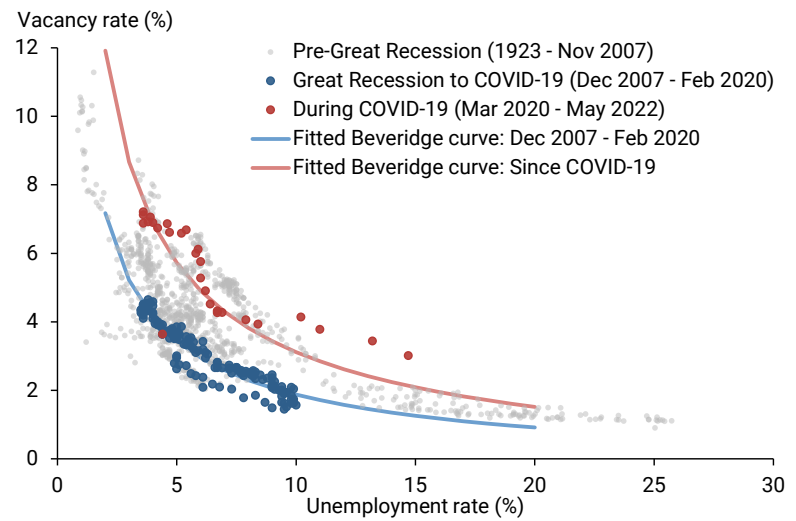 Vacancy rate (%)
12
10
8
6
4
2
0
Pre-Great Recession (1923 - Nov 2007)
Great Recession to COVID-19 (Dec 2007 - Feb 2020)
During COVID-19 (Mar 2020 - May 2022)
Fitted Beveridge curve: Dec 2007 - Feb 2020
Fitted Beveridge curve: Since COVID-19
0 5 10 15 20 25 30
Unemployment rate (%)